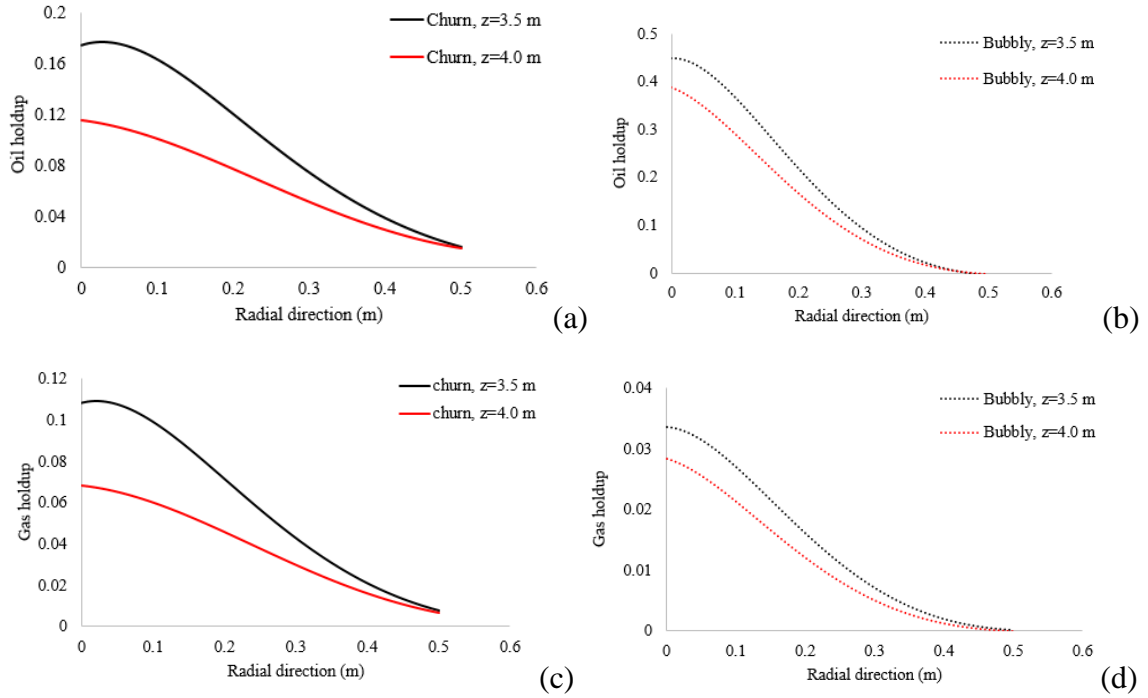 0.2
0.16
0.12
0.08
0.04
0
Oil holdup
Churn, z=3.5 m
Churn, z=4.0 m
0 0.1 0.2 0.3 0.4 0.5 0.6
Radial direction (m)
(a)
0.5
0.4
0.3
0.2
0.1
0
Oil holdup
Bubbly, z=3.5 m
Bubbly, z=4.0 m
0 0.1 0.2 0.3 0.4 0.5 0.6
Radial direction (m)
(b)
0.12
0.1
0.08
0.06
0.04
0.02
0
Gas holdup
churn, z=3.5 m
churn, z=4.0 m
0 0.1 0.2 0.3 0.4 0.5 0.6
Radial direction (m)
(c)
0.04
0.03
0.02
0.01
0
Gas holdup
Bubbly, z=3.5 m
Bubbly, z=4.0 m
0 0.1 0.2 0.3 0.4 0.5 0.6
Radial direction (m)
(d)